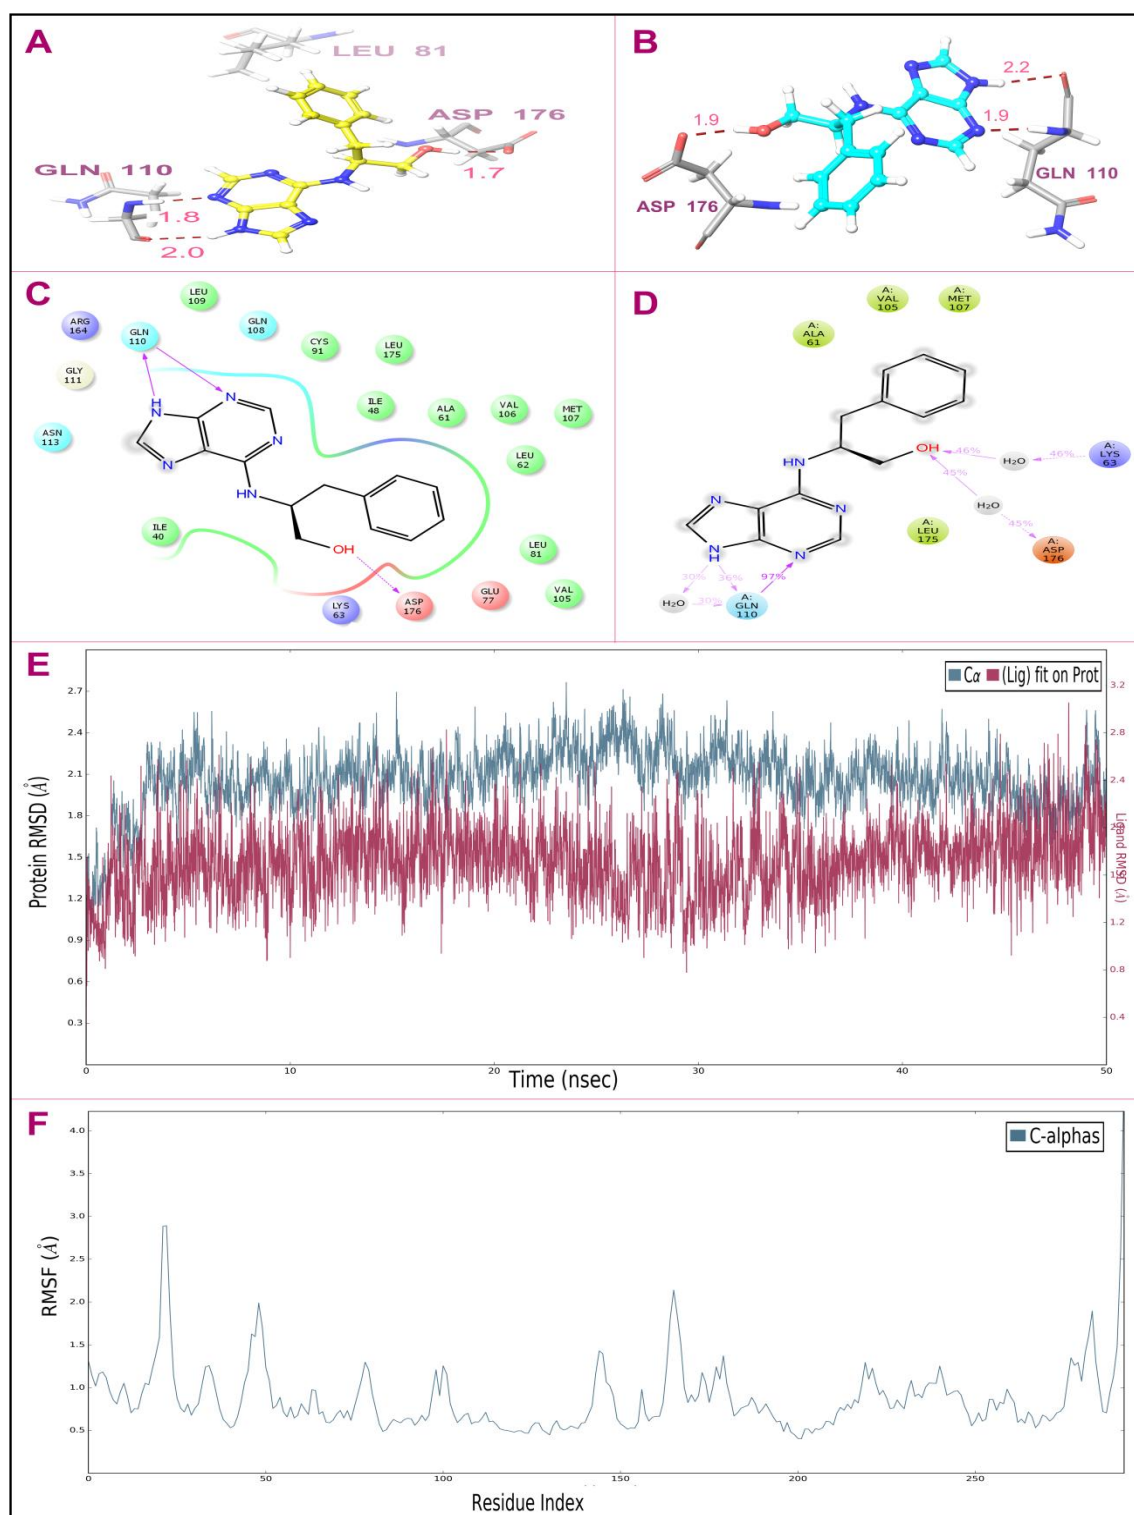 A
LEU 81
ASP 176
1.7
GLN 110
1.8
2.0
B
2.2
1.9
1.9
GLN 110
ASP 176
C
LEU
109
ARG
164
GLN
110
GLN
108
CYS
91
LEU
175
GLY
111
ILE
48
ALA
61
VAL
106
MET
107
ASN
113
LEU
62
H
N
N
N
N
N
HN
ILE
40
OH
LEU
81
LYS
63
ASP
176
GLU
77
VAL
105
D
A:
VAL
105
A:
MET
107
A:
ALA
61
OH
46%
H₂O
46%
A:
LYS
63
45%
H₂O
45%
HN
N
N
N
NH
A:
LEU
175
A:
ASP
176
30%
36%
97%
H₂O
30%
A:
GLN
110
E
Cα (Lig) fit on Prot
2.7
2.4
2.1
1.8
1.5
1.2
0.9
0.6
0.3
Protein RMSD (Å)
3.2
2.8
2.4
2.0
1.6
1.2
0.8
0.4
Ligand RMSD (Å)
0 10 20 30 40 50
Time (nsec)
F
C-alphas
4.0
3.5
3.0
2.5
2.0
1.5
1.0
0.5
RMSF (Å)
0 50 100 150 200 250
Residue Index